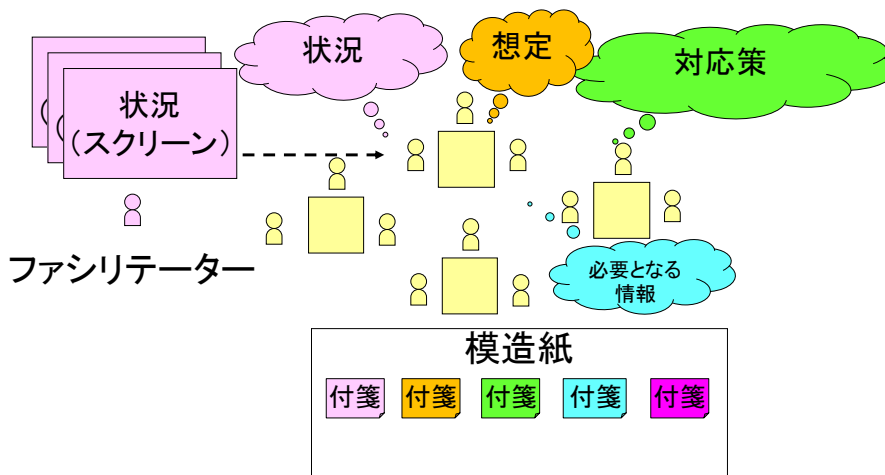 状況
想定
対応策
状況
（スクリーン）
（
（
ファシリテーター
必要となる
情報
模造紙
付箋
付箋
付箋
付箋
付箋